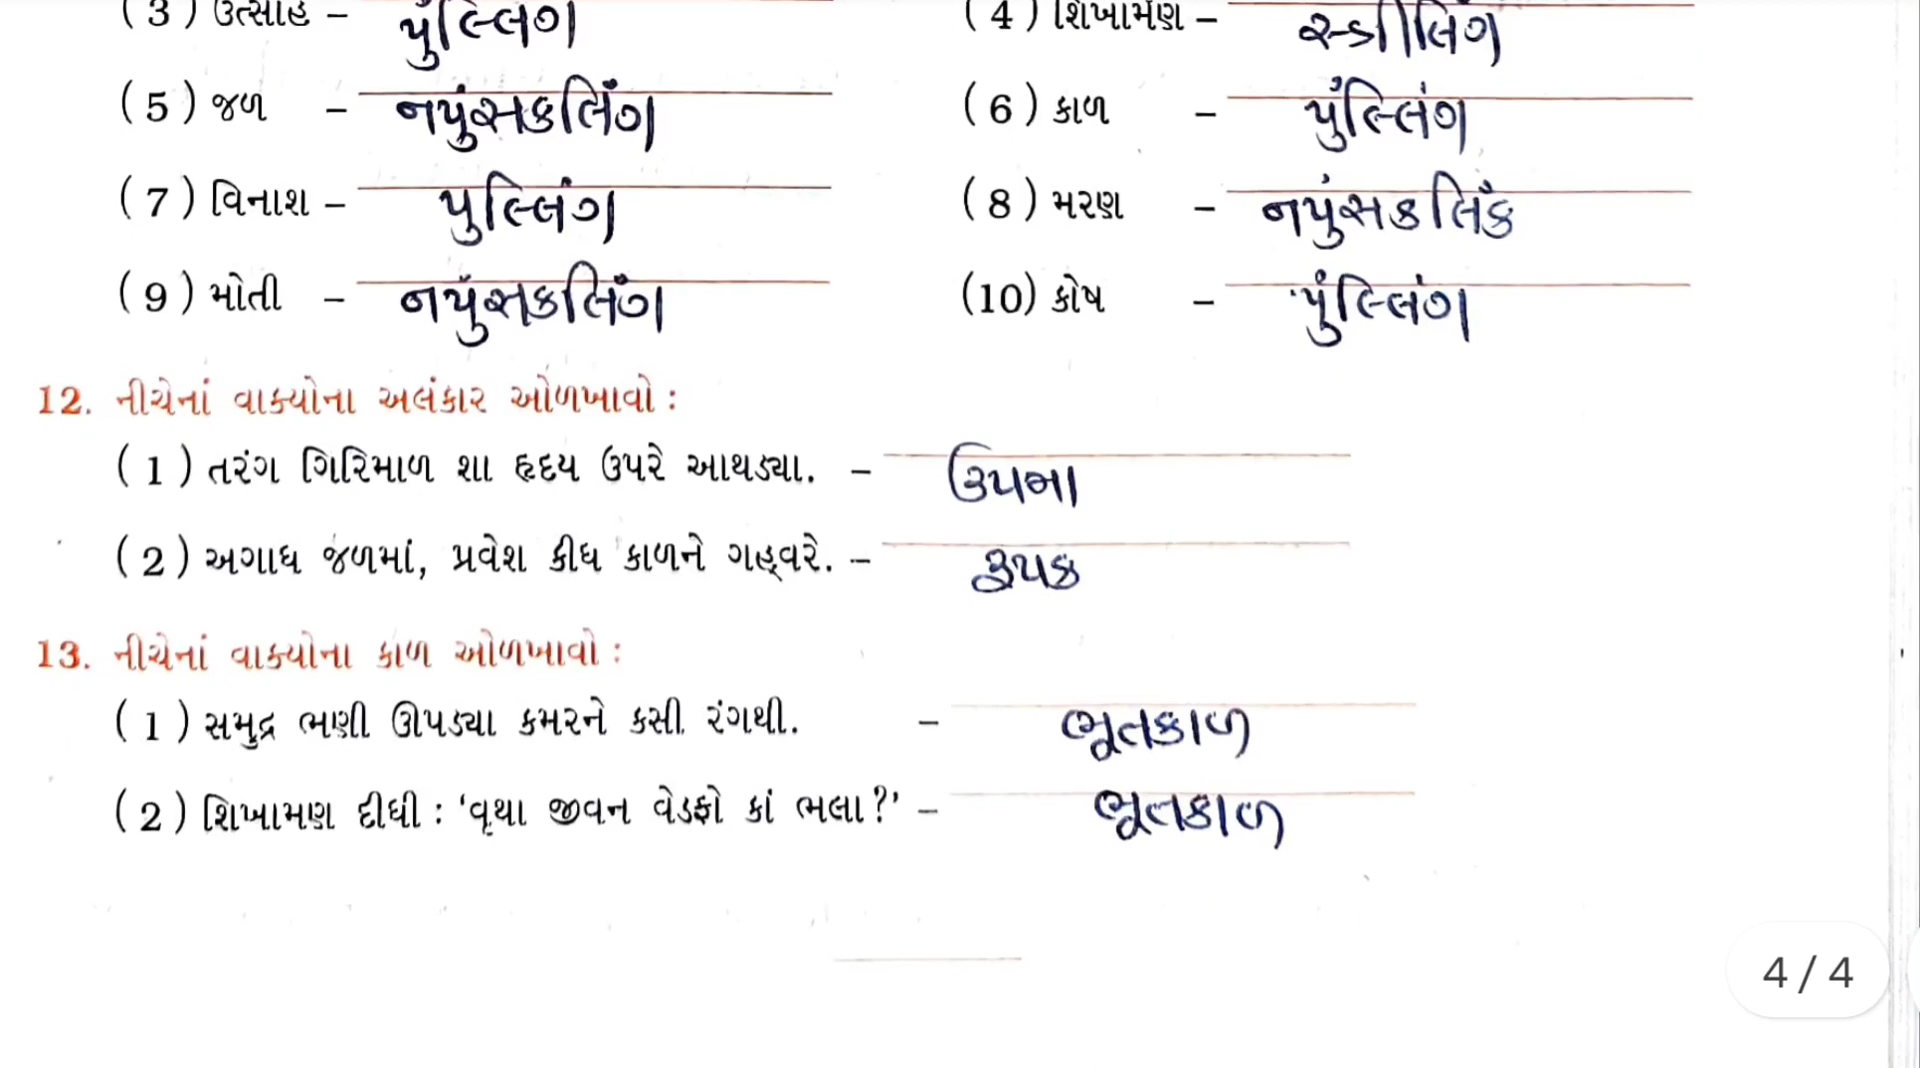 (3) ઉત્સાહ – પુંલ્લિંગ (4) શિખામણ – સ્ત્રીલિંગ
(5) જળ – નપુંસકલિંગ (6) કાળ – પુંલ્લિંગ
(7) વિનાશ – પુલ્લિંગ (8) મરણ – નપુંસકલિંક
(9) મોતી – નપુંસકલિંગ (10) કોષ – પુંલ્લિંગ
12. નીચેનાં વાક્યોના અલંકાર ઓળખાવો :
(1) તરંગ ગિરિમાળ શા હૃદય ઉપરે આથડ્યા. – ઉપમા
(2) અગાધ જળમાં, પ્રવેશ કીધ કાળને ગહ્વરે. – રૂપક
13. નીચેનાં વાક્યોના કાળ ઓળખાવો :
(1) સમુદ્ર ભણી ઊપડ્યા કમરને કસી રંગથી. – ભૂતકાળ
(2) શિખામણ દીધી : 'વૃથા જીવન વેડફો કાં ભલા?' – ભૂતકાળ
4 / 4